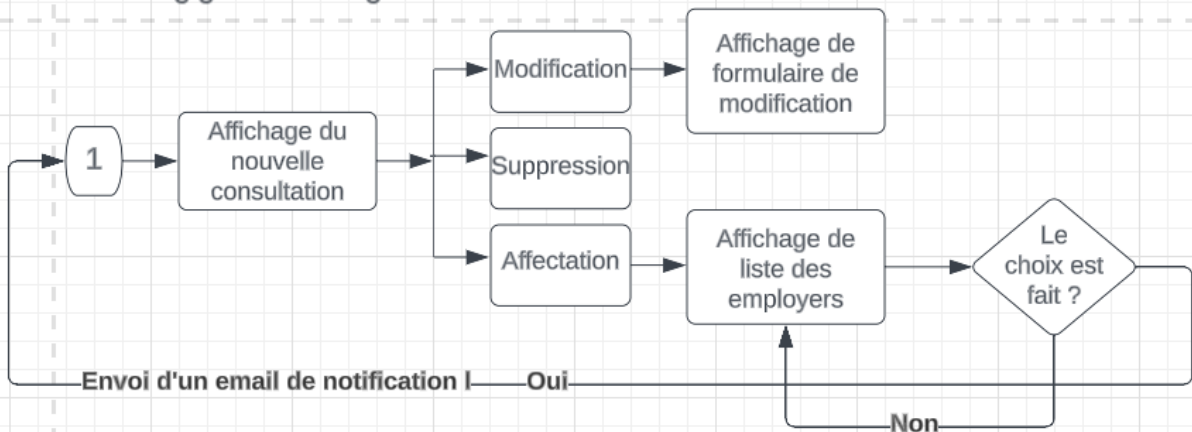 1
Affichage du
nouvelle
consultation
Modification
Affichage de
formulaire de
modification
Suppression
Affectation
Affichage de
liste des
employers
Le
choix est
fait ?
Envoi d'un email de notification l
Oui
Non